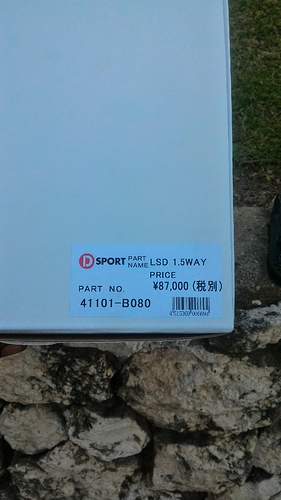 D SPORT PART NAME LSD 1.5WAY
PRICE
PART NO. ¥87,000 (税別)
41101-B080